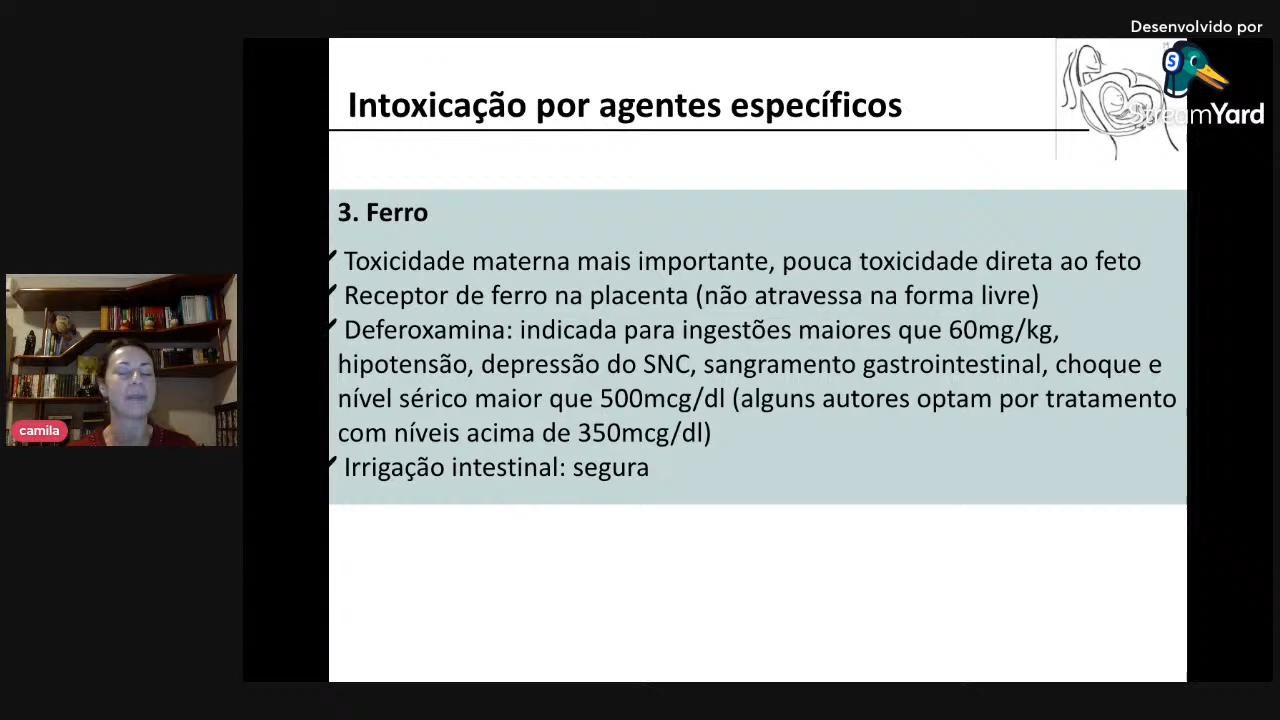 Desenvolvido por
StreamYard
Intoxicação por agentes específicos
3. Ferro
✓ Toxicidade materna mais importante, pouca toxicidade direta ao feto
✓ Receptor de ferro na placenta (não atravessa na forma livre)
✓ Deferoxamina: indicada para ingestões maiores que 60mg/kg,
hipotensão, depressão do SNC, sangramento gastrointestinal, choque e
nível sérico maior que 500mcg/dl (alguns autores optam por tratamento
com níveis acima de 350mcg/dl)
✓ Irrigação intestinal: segura
camila